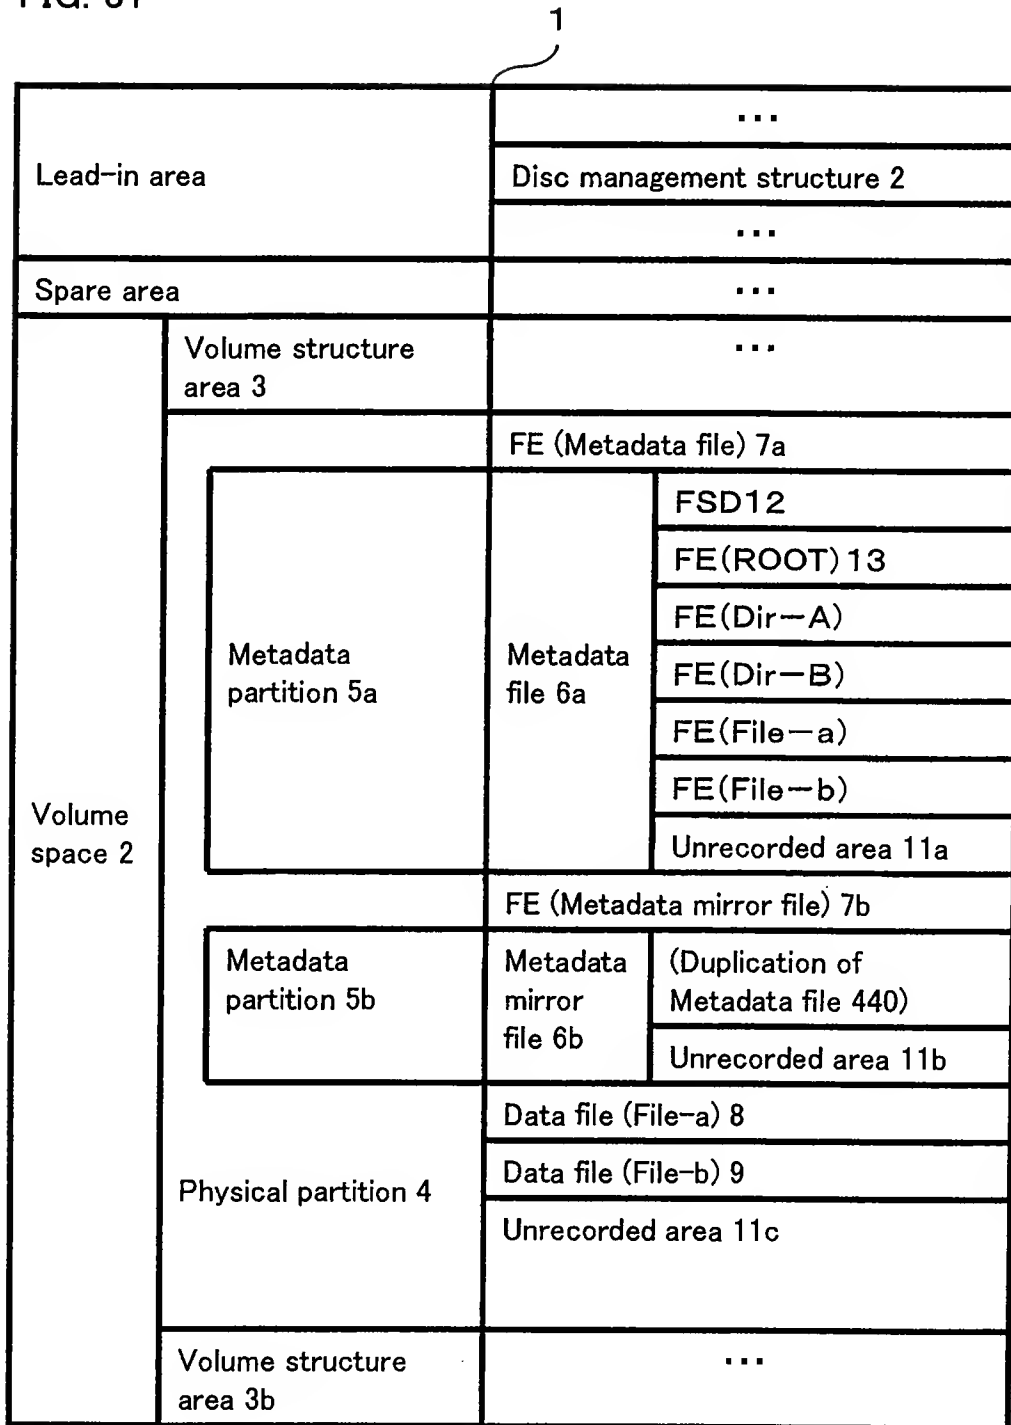 FIG.
1
...
Lead-in area
Disc management structure 2
...
Spare area
...
Volume structure
area 3
...
FE (Metadata file) 7a
FSD12
FE(ROOT)13
FE(Dir-A)
Metadata
partition 5a
Metadata
file 6a
FE(Dir-B)
FE(File-a)
FE(File-b)
Volume
space 2
Unrecorded area 11a
FE (Metadata mirror file) 7b
Metadata
partition 5b
Metadata
mirror
file 6b
(Duplication of
Metadata file 440)
Unrecorded area 11b
Data file (File-a) 8
Data file (File-b) 9
Physical partition 4
Unrecorded area 11c
Volume structure
area 3b
...